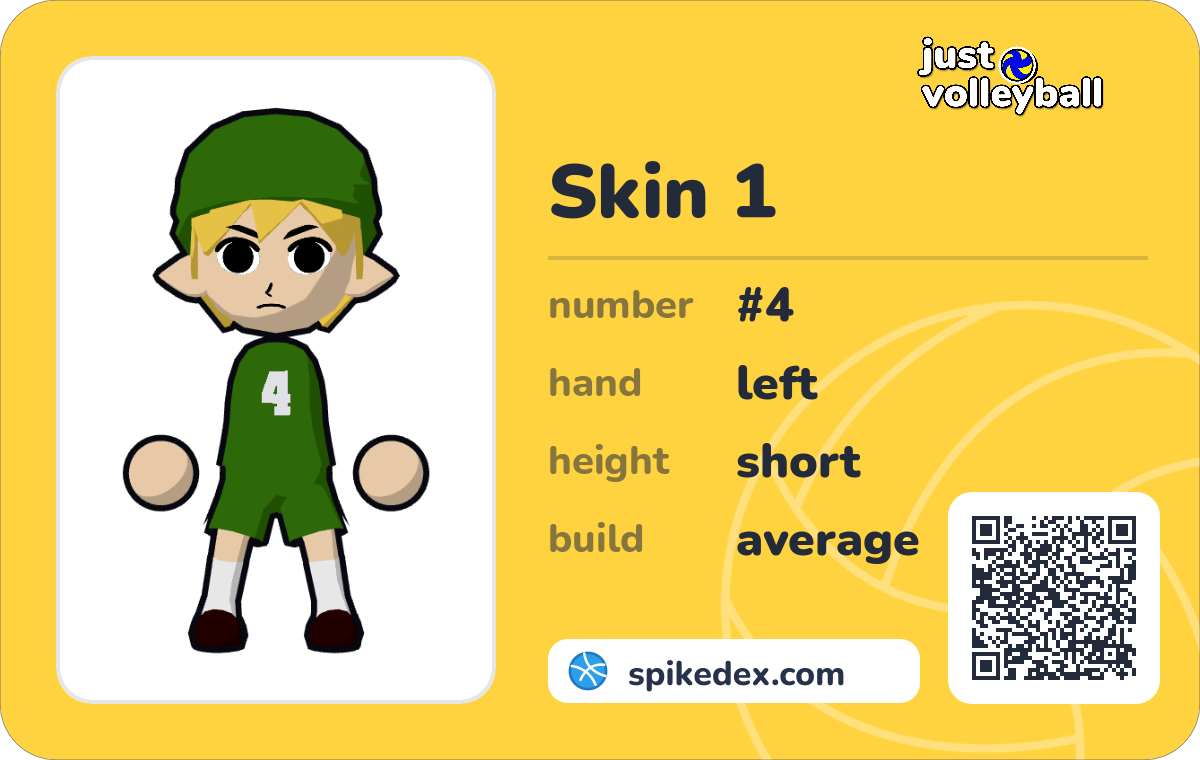 just
volleyball
Skin 1
number #4
hand left
height short
build average
4
spikedex.com